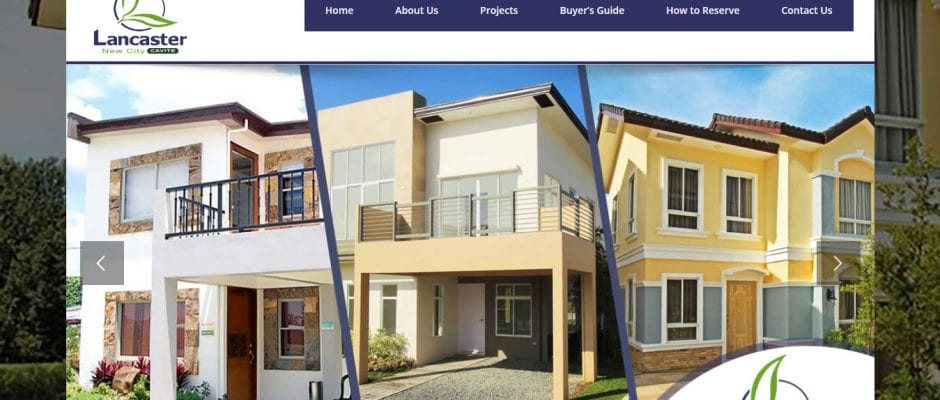 Home About Us Projects Buyer's Guide How to Reserve Contact Us
Lancaster
New City CAVITE